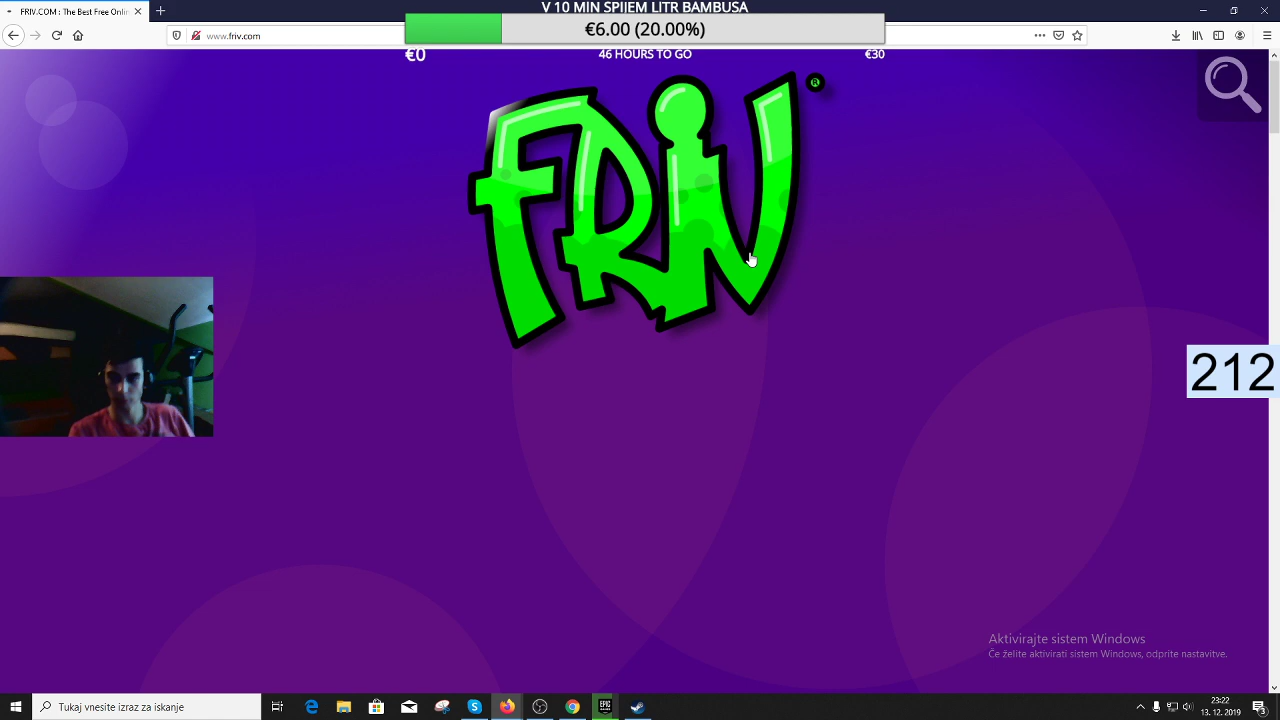 V 10 MIN SPIJEM LITR BAMBUSA
FRIV.COM: The Best Free Onli
€6.00 (20.00%)
www.friv.com
€0
46 HOURS TO GO
€30
FRIV
®
212
Aktivirajte sistem Windows
Če želite aktivirati sistem Windows, odprite nastavitve.
Tukaj vnesite izraz za iskanje
EPIC
23:22
13. 12. 2019